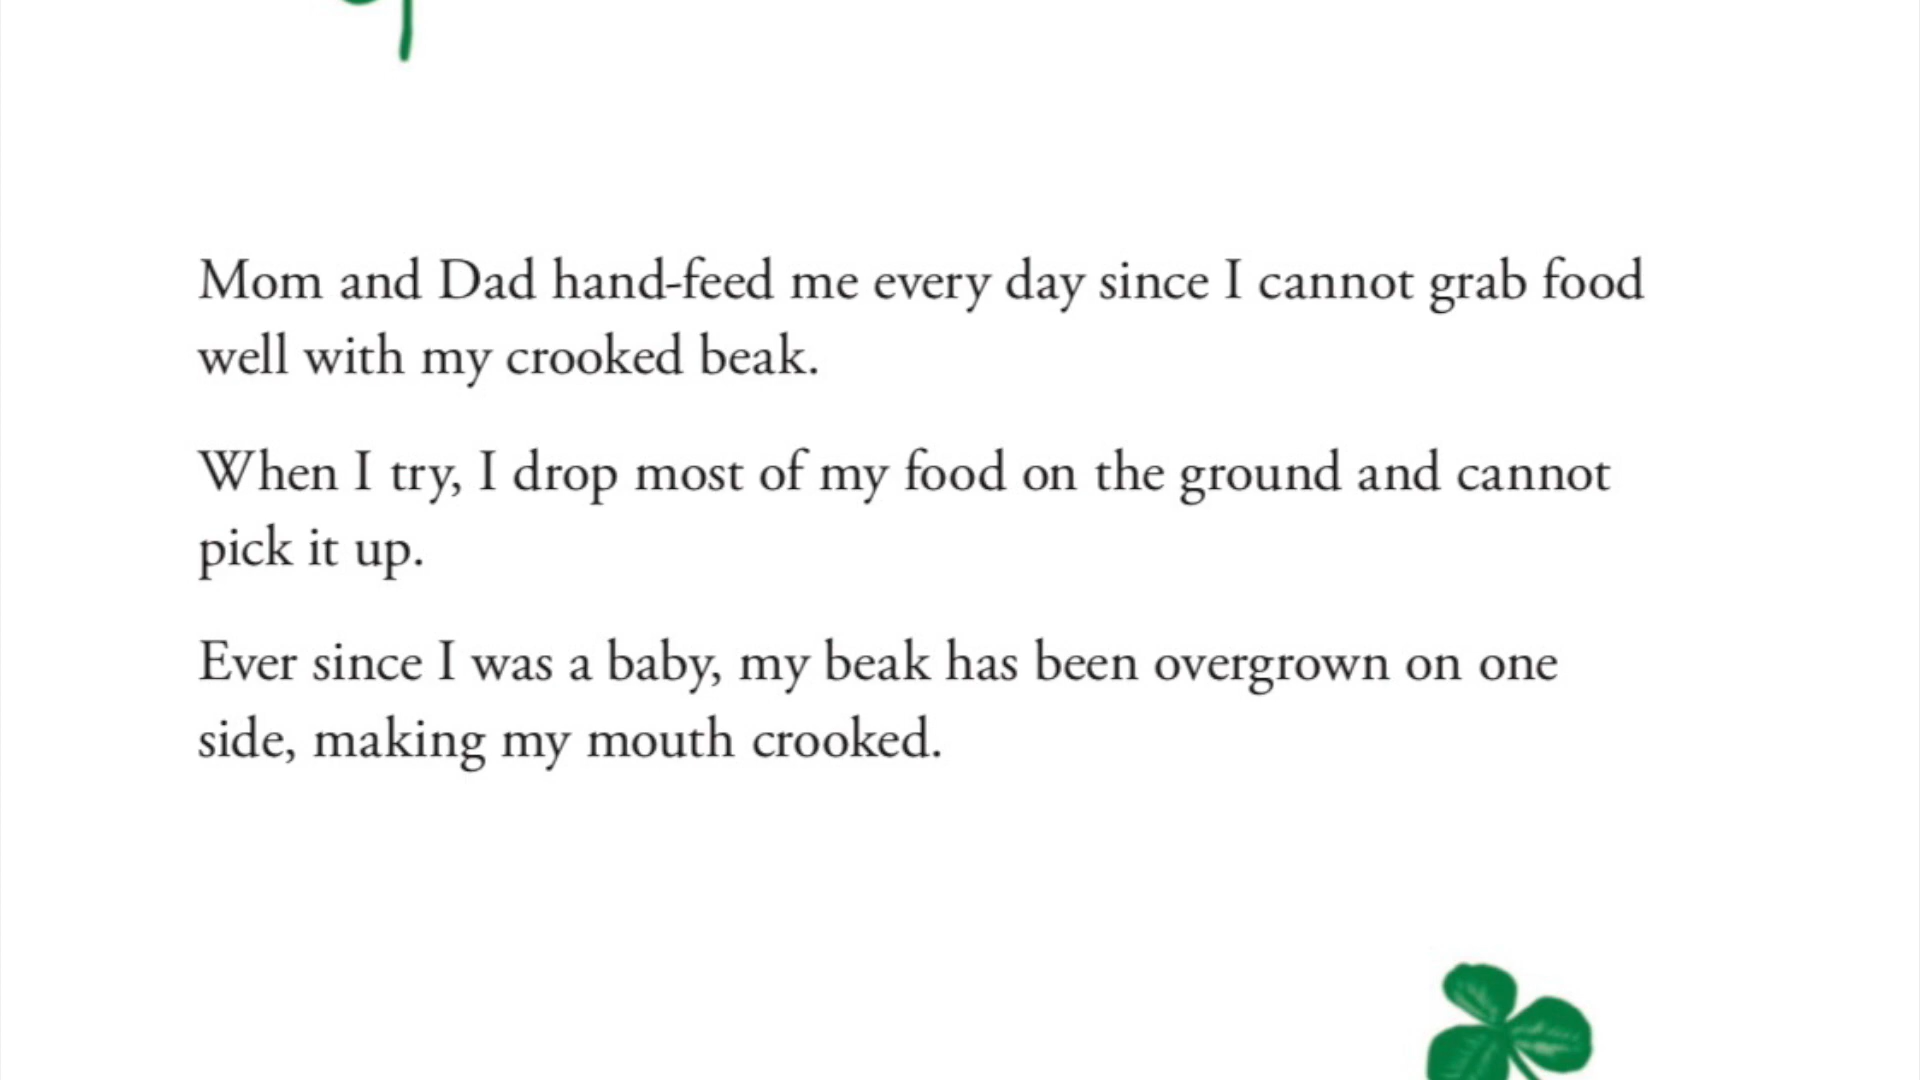 Mom and Dad hand-feed me every day since I cannot grab food
well with my crooked beak.
When I try, I drop most of my food on the ground and cannot
pick it up.
Ever since I was a baby, my beak has been overgrown on one
side, making my mouth crooked.